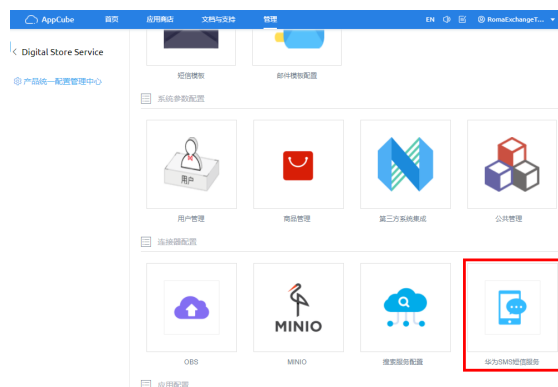 AppCube 首页 应用商店 文档与支持 管理 EN RomaExchangeT...
< Digital Store Service
产品统一配置管理中心
短信模板 邮件模板配置
系统参数配置
用户
用户管理 商品管理 第三方系统集成 公共管理
连接器配置
MINIO
OBS MINIO 搜索服务配置 华为SMS短信服务
应用配置